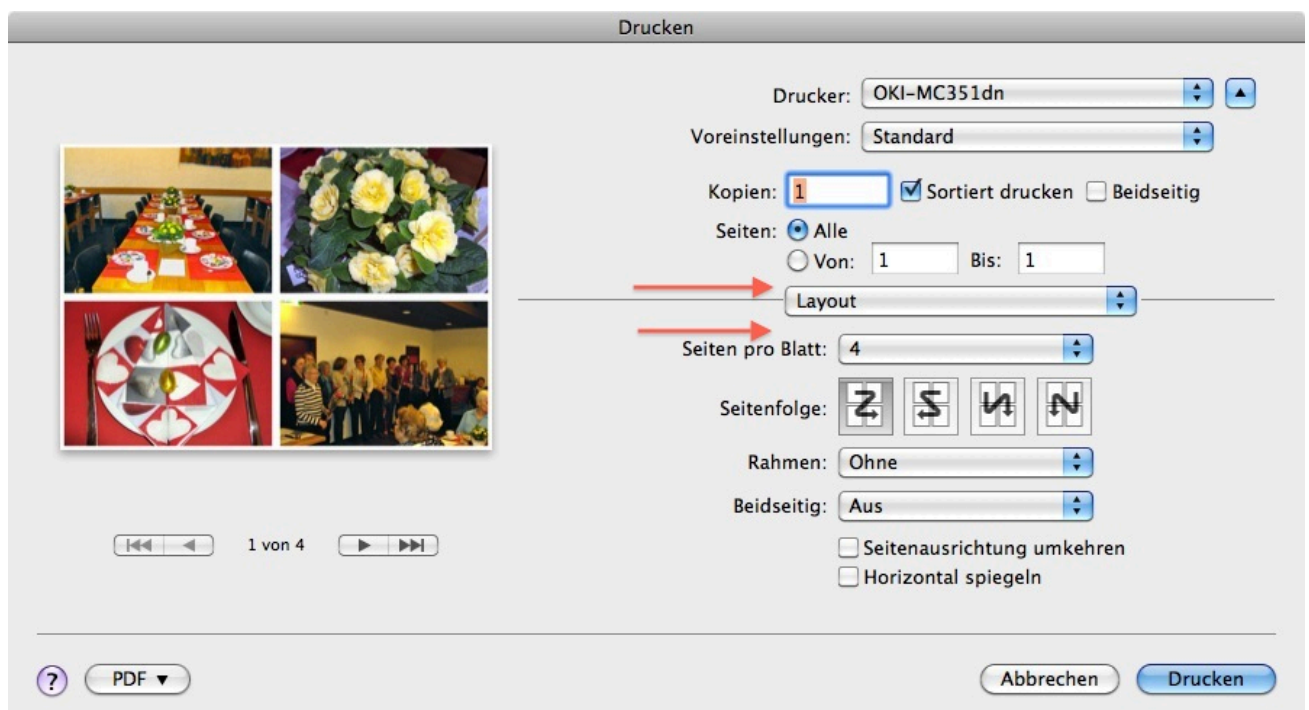 Drucken
Drucker: OKI-MC351dn
Voreinstellungen: Standard
Kopien: 1 Sortiert drucken Beidseitig
Seiten: Alle
Von: 1 Bis: 1
Layout
Seiten pro Blatt: 4
Seitenfolge:
Rahmen: Ohne
Beidseitig: Aus
Seitenausrichtung umkehren
Horizontal spiegeln
1 von 4
? PDF Abbrechen Drucken